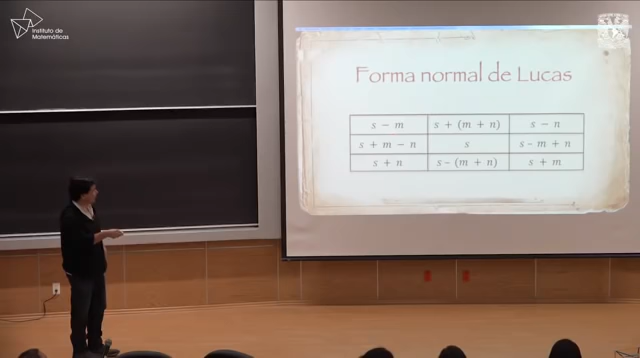 Instituto de
Matemáticas
Forma normal de Lucas
s − m s + (m + n) s − n
s + m − n s s - m + n
s + n s - (m + n) s + m